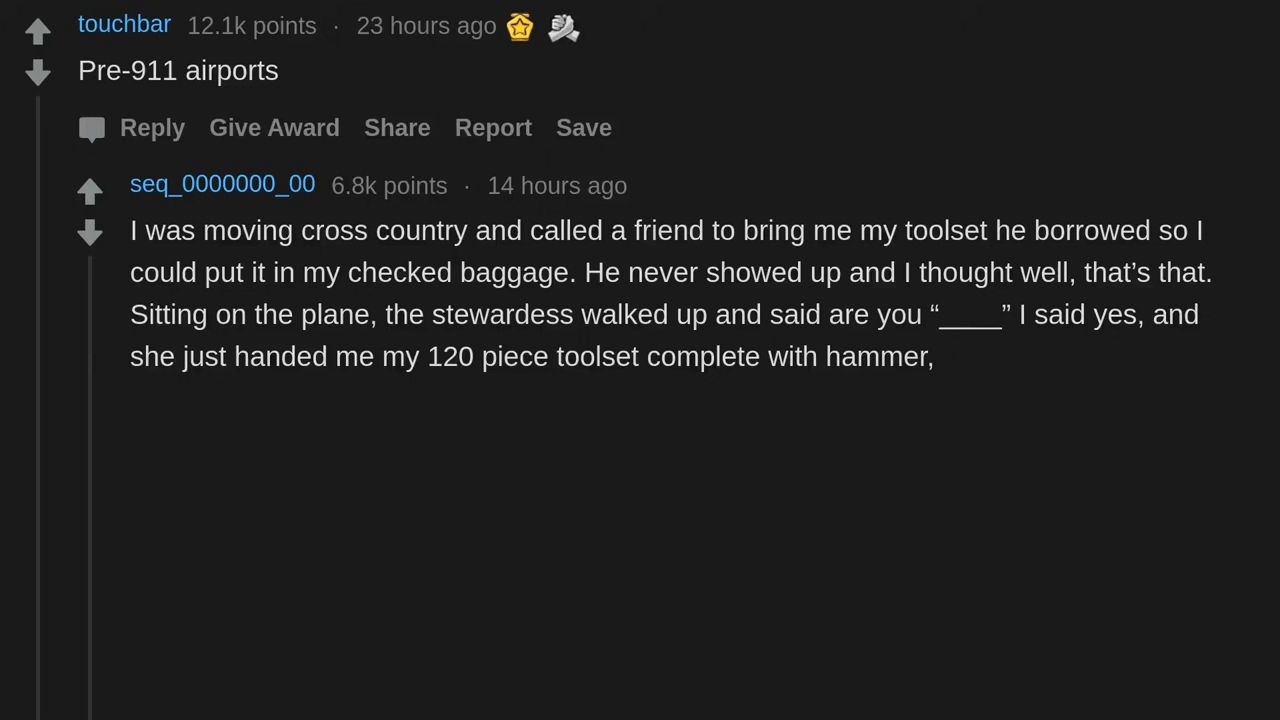 touchbar 12.1k points · 23 hours ago
Pre-911 airports
Reply Give Award Share Report Save
seq_0000000_00 6.8k points · 14 hours ago
I was moving cross country and called a friend to bring me my toolset he borrowed so I
could put it in my checked baggage. He never showed up and I thought well, that’s that.
Sitting on the plane, the stewardess walked up and said are you “____” I said yes, and
she just handed me my 120 piece toolset complete with hammer,